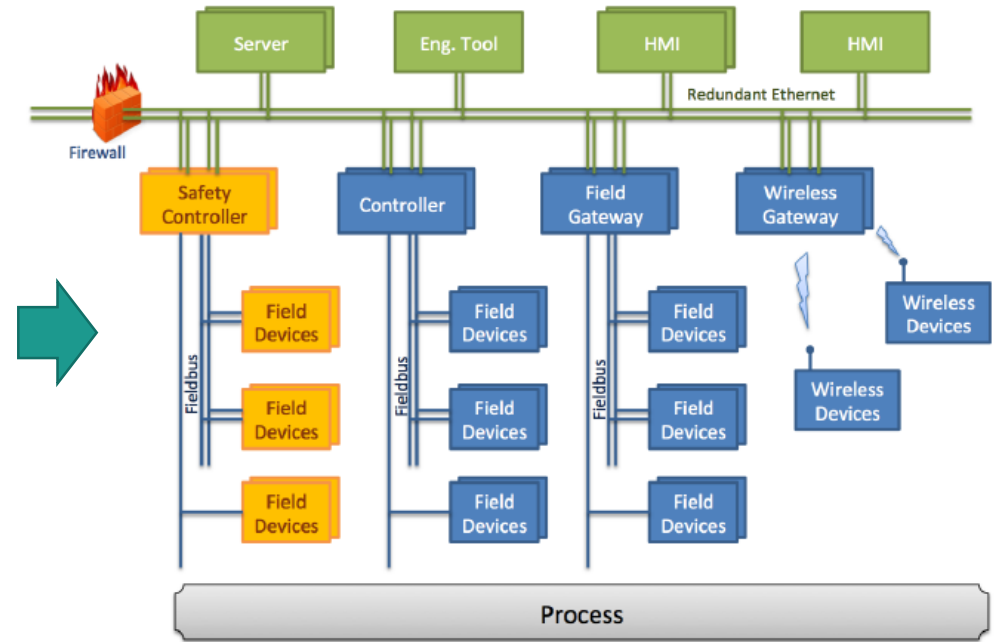 Server
Eng. Tool
HMI
HMI
Redundant Ethernet
Firewall
Safety
Controller
Controller
Field
Gateway
Wireless
Gateway
Fieldbus
Field
Devices
Field
Devices
Field
Devices
Fieldbus
Field
Devices
Field
Devices
Field
Devices
Fieldbus
Field
Devices
Field
Devices
Field
Devices
Wireless
Devices
Wireless
Devices
Process